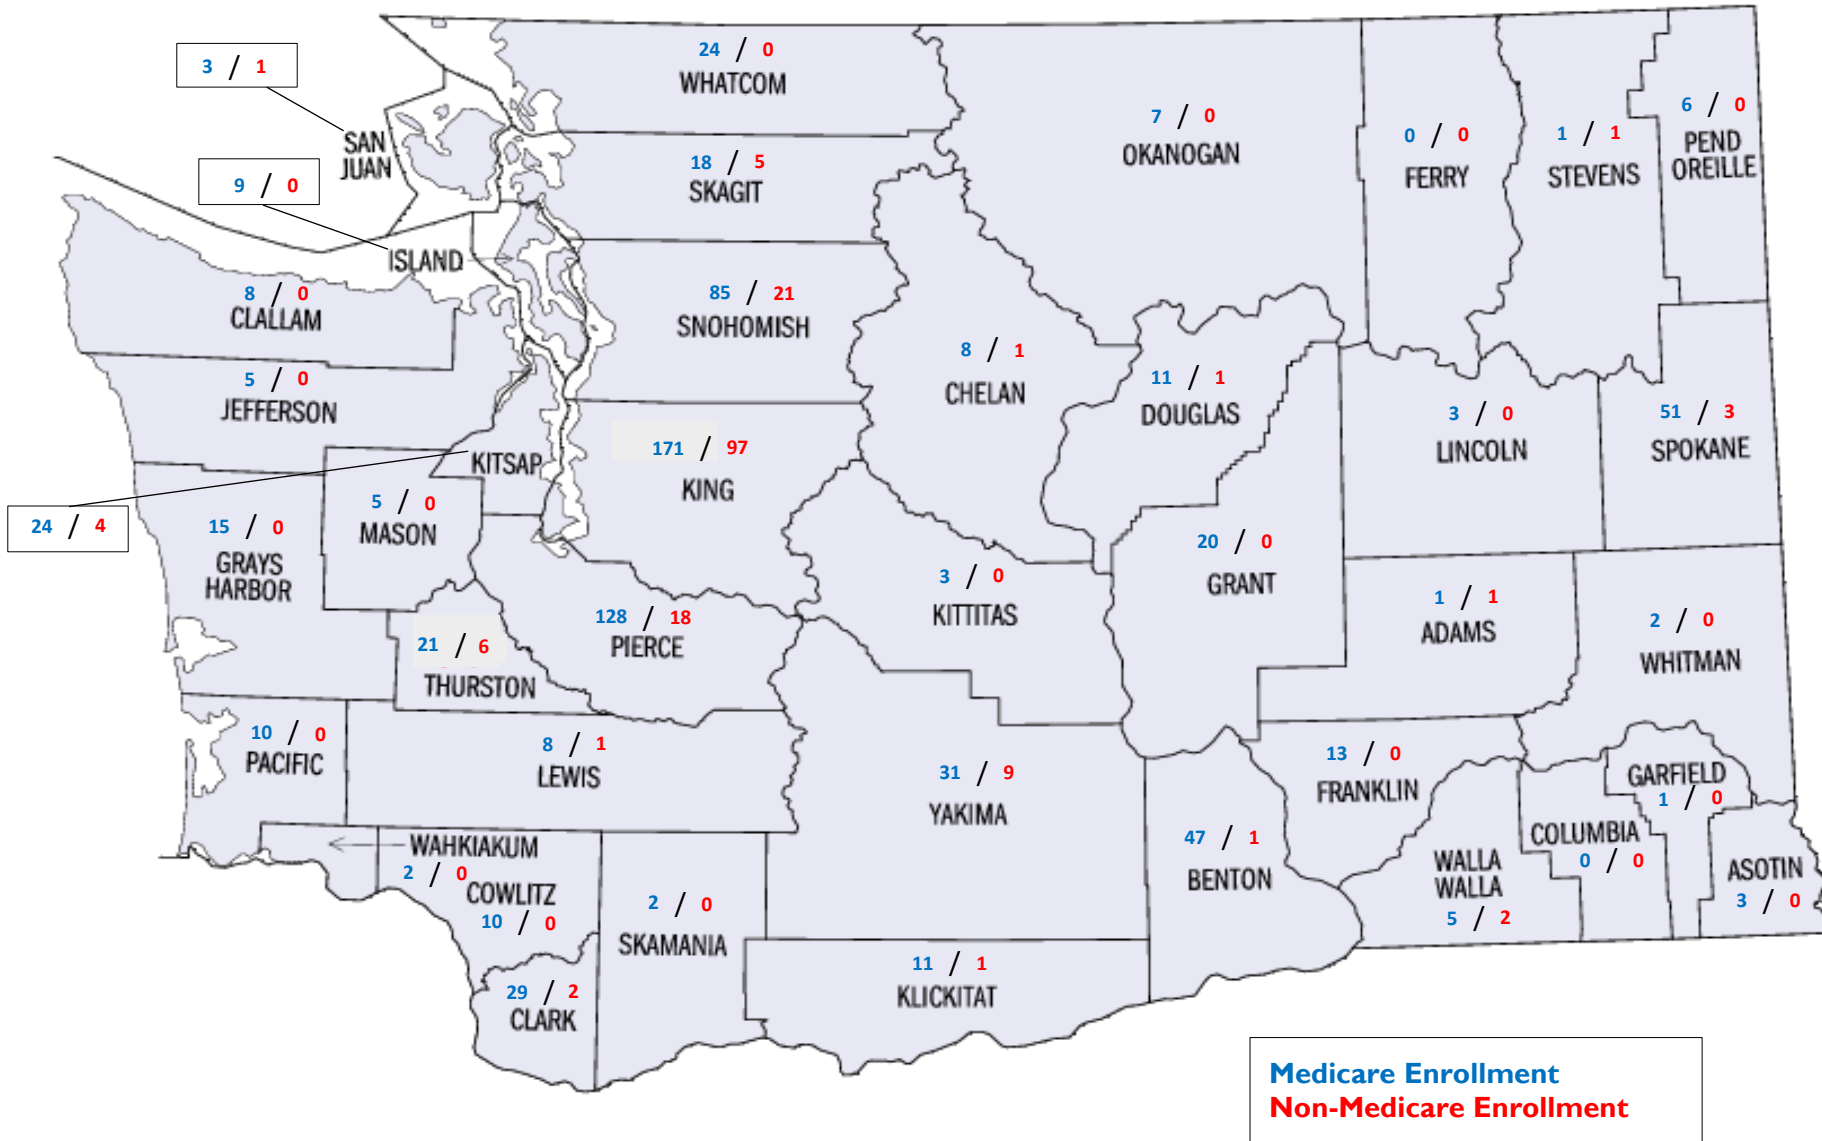 24 / 0
WHATCOM
3 / 1
SAN
JUAN
7 / 0
OKANOGAN
0 / 0
FERRY
1 / 1
STEVENS
6 / 0
PEND
OREILLE
18 / 5
SKAGIT
9 / 0
ISLAND
8 / 0
CLALLAM
85 / 21
SNOHOMISH
8 / 1
CHELAN
11 / 1
DOUGLAS
5 / 0
JEFFERSON
3 / 0
LINCOLN
51 / 3
SPOKANE
171 / 97
KING
KITSAP
24 / 4
5 / 0
MASON
15 / 0
GRAYS
HARBOR
20 / 0
GRANT
3 / 0
KITTITAS
1 / 1
ADAMS
2 / 0
WHITMAN
128 / 18
PIERCE
21 / 6
THURSTON
10 / 0
PACIFIC
8 / 1
LEWIS
31 / 9
YAKIMA
13 / 0
FRANKLIN
GARFIELD
1 / 0
47 / 1
BENTON
WALLA
WALLA
5 / 2
COLUMBIA
0 / 0
ASOTIN
3 / 0
WAHKIAKUM
2 / 0
COWLITZ
10 / 0
2 / 0
SKAMANIA
11 / 1
KLICKITAT
29 / 2
CLARK
Medicare Enrollment
Non-Medicare Enrollment